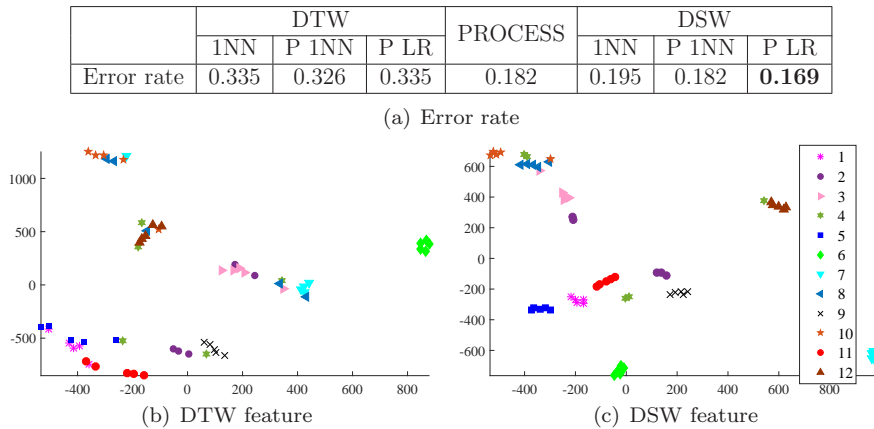 DTW PROCESS DSW
1NN P 1NN P LR 1NN P 1NN P LR
Error rate 0.335 0.326 0.335 0.182 0.195 0.182 0.169
(a) Error rate
1000
500
0
-500
-400 -200 0 200 400 600 800
(b) DTW feature
600
400
200
0
-200
-400
-600
-400 -200 0 200 400 600 800
(c) DSW feature
1
2
3
4
5
6
7
8
9
10
11
12